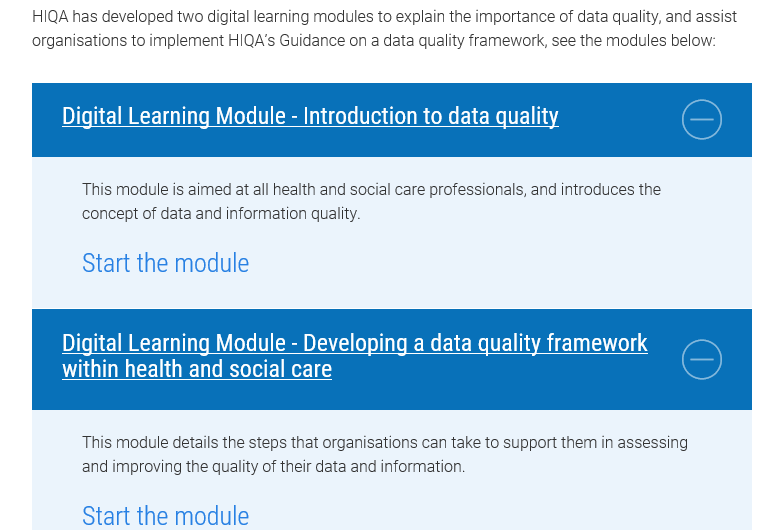 HIQA has developed two digital learning modules to explain the importance of data quality, and assist
organisations to implement HIQA's Guidance on a data quality framework, see the modules below:
Digital Learning Module - Introduction to data quality
This module is aimed at all health and social care professionals, and introduces the
concept of data and information quality.
Start the module
Digital Learning Module - Developing a data quality framework
within health and social care
This module details the steps that organisations can take to support them in assessing
and improving the quality of their data and information.
Start the module